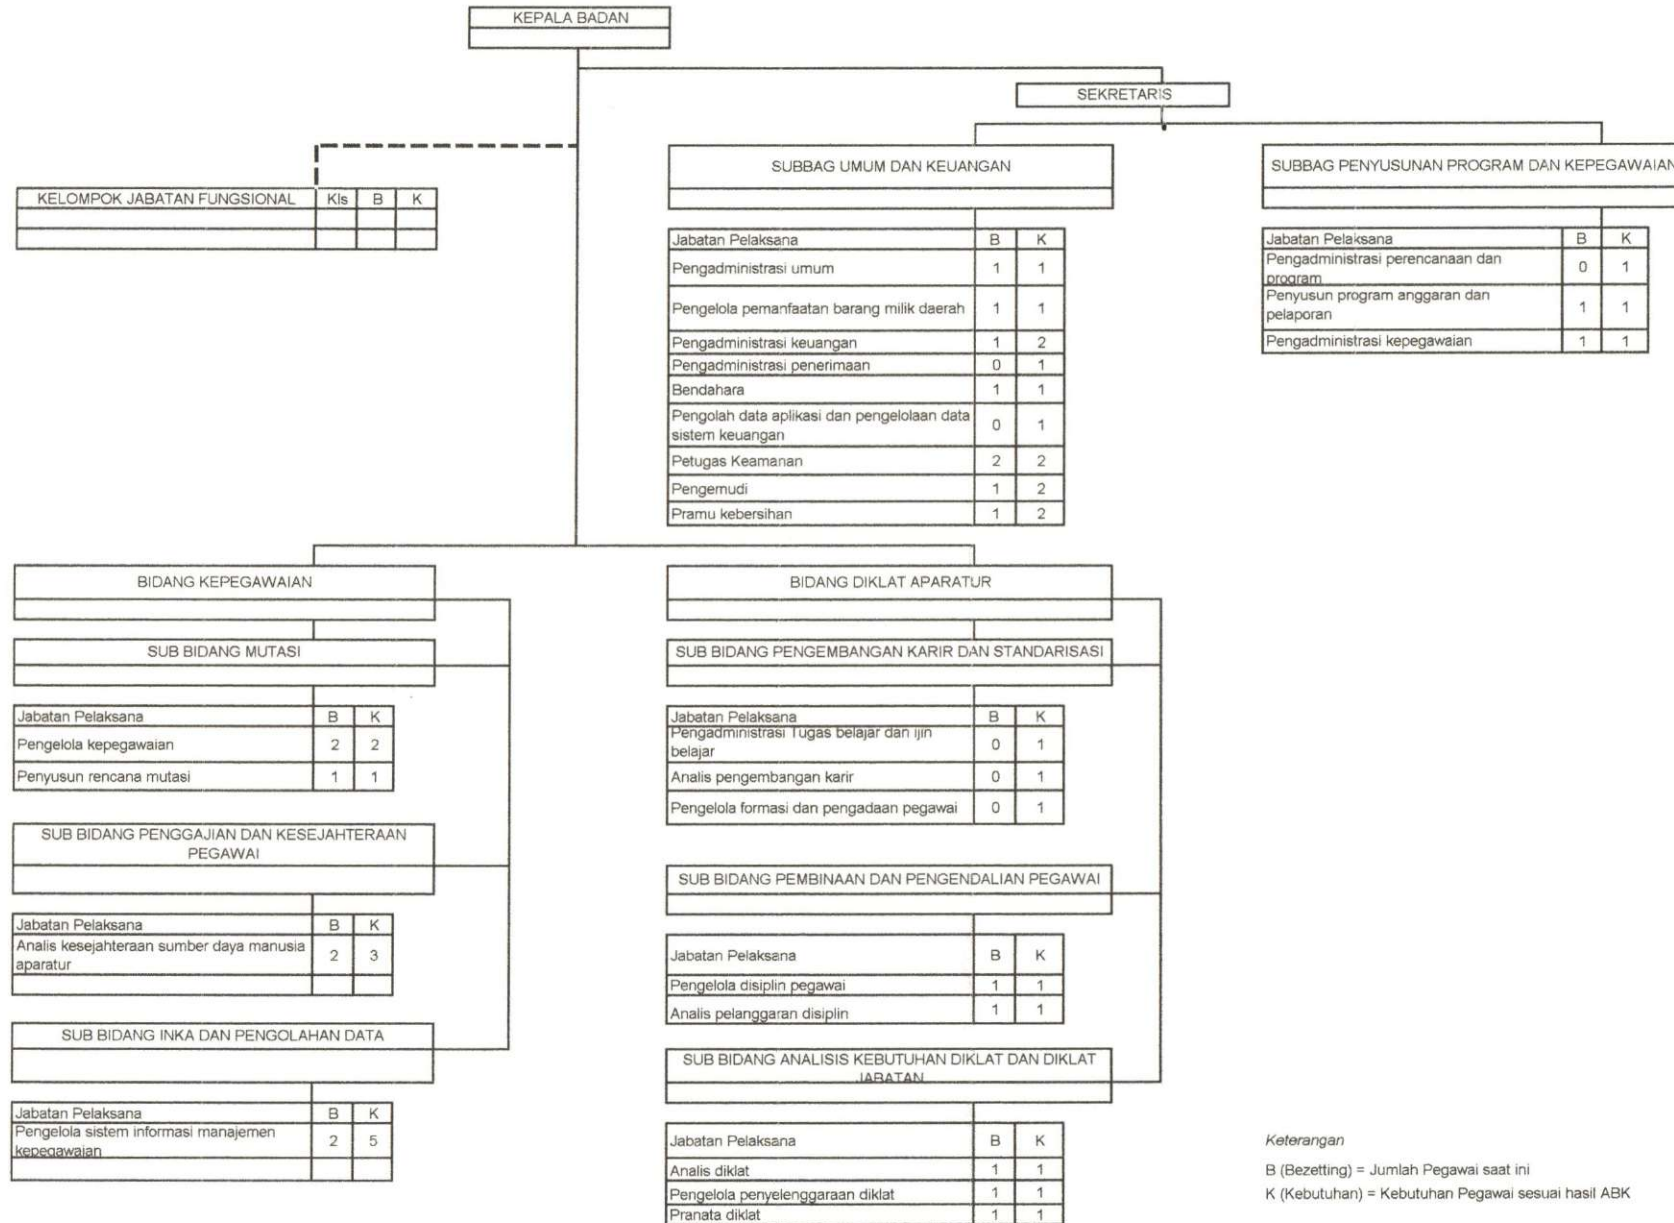 KEPALA BADAN
SEKRETARIS
SUBBAG UMUM DAN KEUANGAN
SUBBAG PENYUSUNAN PROGRAM DAN KEPEGAWAIAN
KELOMPOK JABATAN FUNGSIONAL Kls B K
Jabatan Pelaksana B K
Pengadministrasi umum 1 1
Pengelola pemanfaatan barang milik daerah 1 1
Pengadministrasi keuangan 1 2
Pengadministrasi penerimaan 0 1
Bendahara 1 1
Pengolah data aplikasi dan pengelolaan data
sistem keuangan 0 1
Petugas Keamanan 2 2
Pengemudi 1 2
Pramu kebersihan 1 2
Jabatan Pelaksana B K
Pengadministrasi perencanaan dan
program 0 1
Penyusun program anggaran dan
pelaporan 1 1
Pengadministrasi kepegawaian 1 1
BIDANG KEPEGAWAIAN
SUB BIDANG MUTASI
Jabatan Pelaksana B K
Pengelola kepegawaian 2 2
Penyusun rencana mutasi 1 1
SUB BIDANG PENGGAJIAN DAN KESEJAHTERAAN
PEGAWAI
Jabatan Pelaksana B K
Analis kesejahteraan sumber daya manusia
aparatur 2 3
SUB BIDANG INKA DAN PENGOLAHAN DATA
Jabatan Pelaksana B K
Pengelola sistem informasi manajemen
kepegawaian 2 5
BIDANG DIKLAT APARATUR
SUB BIDANG PENGEMBANGAN KARIR DAN STANDARISASI
Jabatan Pelaksana B K
Pengadministrasi Tugas belajar dan ijin
belajar 0 1
Analis pengembangan karir 0 1
Pengelola formasi dan pengadaan pegawai 0 1
SUB BIDANG PEMBINAAN DAN PENGENDALIAN PEGAWAI
Jabatan Pelaksana B K
Pengelola disiplin pegawai 1 1
Analis pelanggaran disiplin 1 1
SUB BIDANG ANALISIS KEBUTUHAN DIKLAT DAN DIKLAT
JABATAN
Jabatan Pelaksana B K
Analis diklat 1 1
Pengelola penyelenggaraan diklat 1 1
Pranata diklat 1 1
Keterangan
B (Bezetting) = Jumlah Pegawai saat ini
K (Kebutuhan) = Kebutuhan Pegawai sesuai hasil ABK